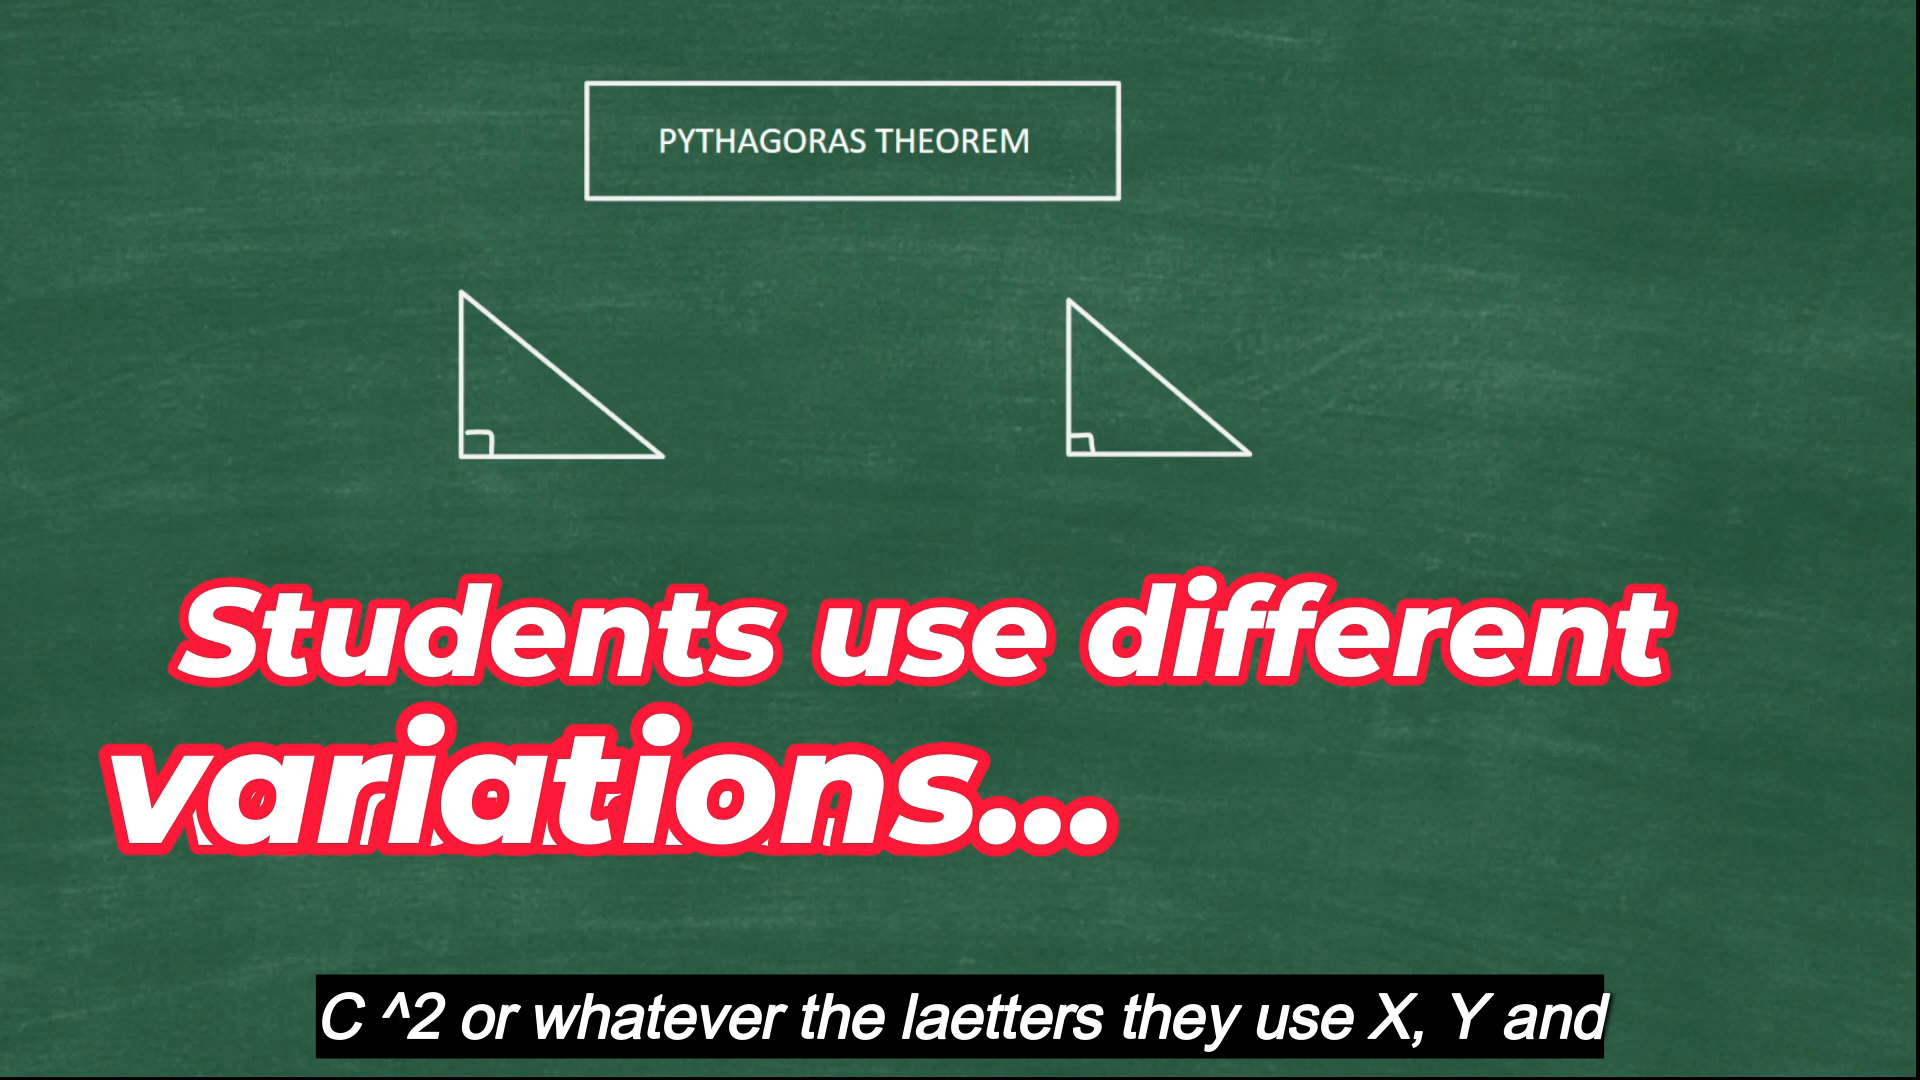 PYTHAGORAS THEOREM
Students use different
variations...
C ^2 or whatever the laetters they use X, Y and